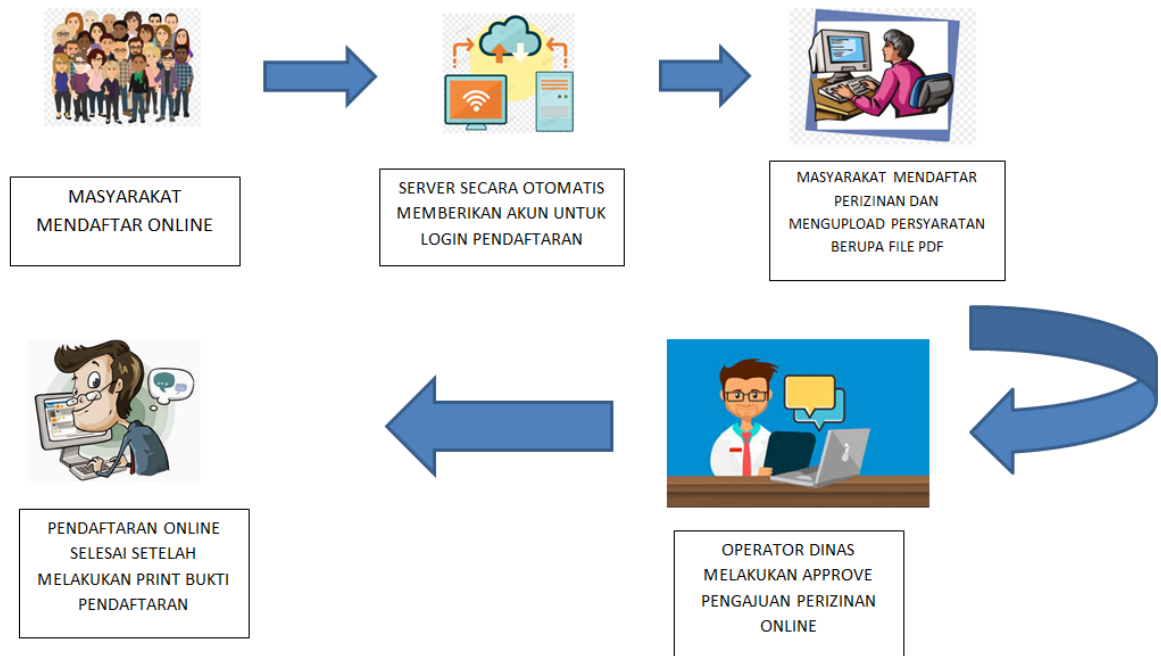 MASYARAKAT
MENDAFTAR ONLINE
SERVER SECARA OTOMATIS
MEMBERIKAN AKUN UNTUK
LOGIN PENDAFTARAN
MASYARAKAT MENDAFTAR
PERIZINAN DAN
MENGUPLOAD PERSYARATAN
BERUPA FILE PDF
OPERATOR DINAS
MELAKUKAN APPROVE
PENGAJUAN PERIZINAN
ONLINE
PENDAFTARAN ONLINE
SELESAI SETELAH
MELAKUKAN PRINT BUKTI
PENDAFTARAN